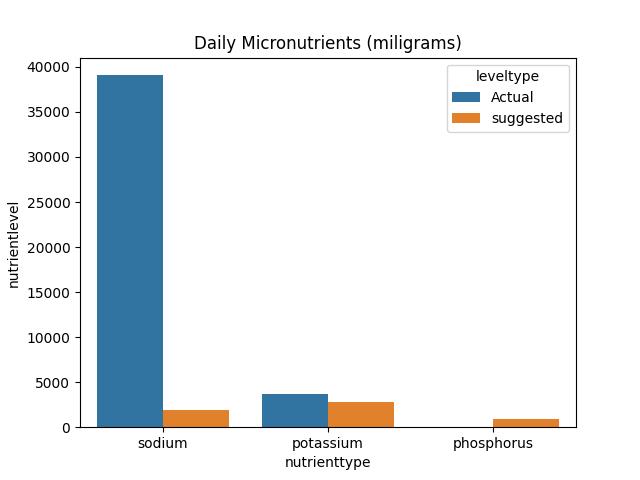 Daily Micronutrients (miligrams)
leveltype
Actual
suggested
nutrientlevel
40000
35000
30000
25000
20000
15000
10000
5000
0
sodium potassium phosphorus
nutrienttype